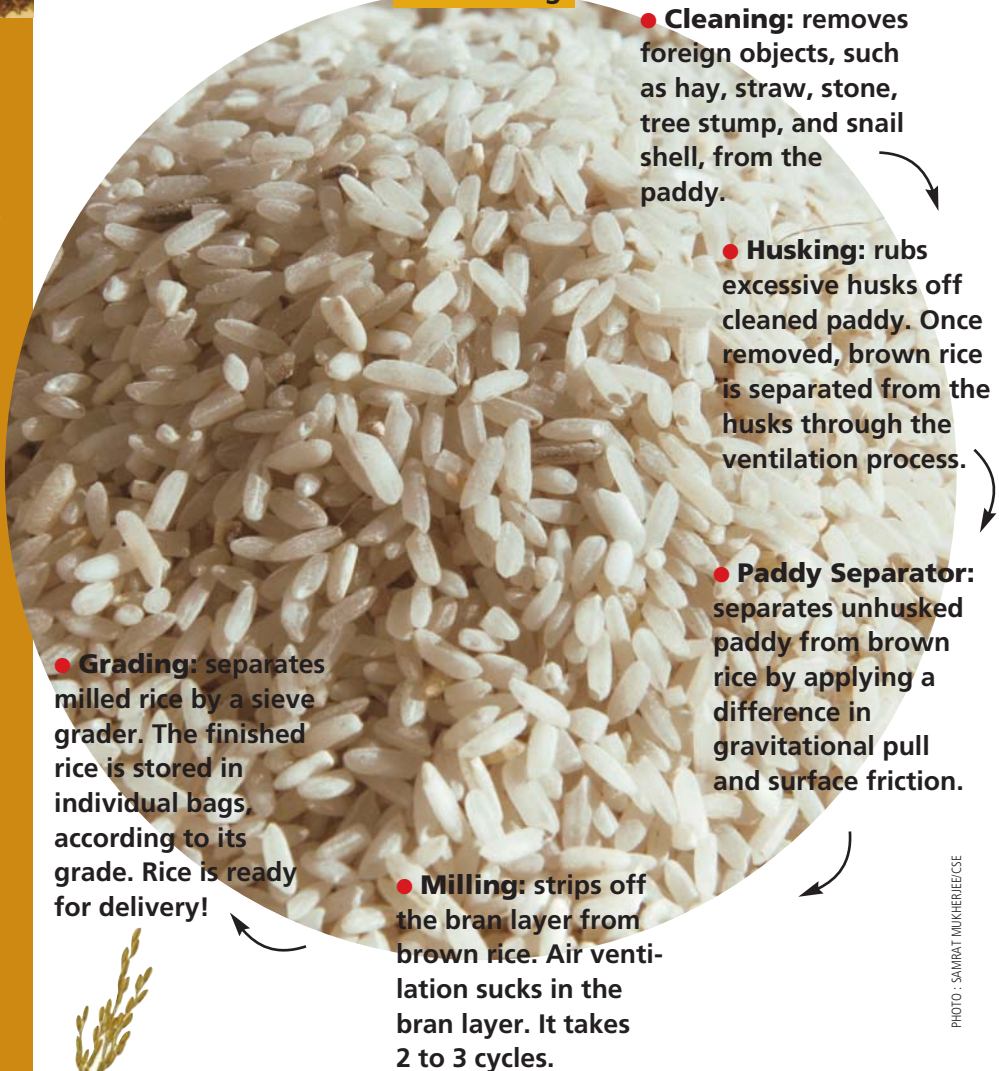 ● Cleaning: removes
foreign objects, such
as hay, straw, stone,
tree stump, and snail
shell, from the
paddy.
● Husking: rubs
excessive husks off
cleaned paddy. Once
removed, brown rice
is separated from the
husks through the
ventilation process.
● Paddy Separator:
separates unhusked
paddy from brown
rice by applying a
difference in
gravitational pull
and surface friction.
● Milling: strips off
the bran layer from
brown rice. Air venti-
lation sucks in the
bran layer. It takes
2 to 3 cycles.
● Grading: separates
milled rice by a sieve
grader. The finished
rice is stored in
individual bags,
according to its
grade. Rice is ready
for delivery!
PHOTO : SAMRAT MUKHERJEE/CSE